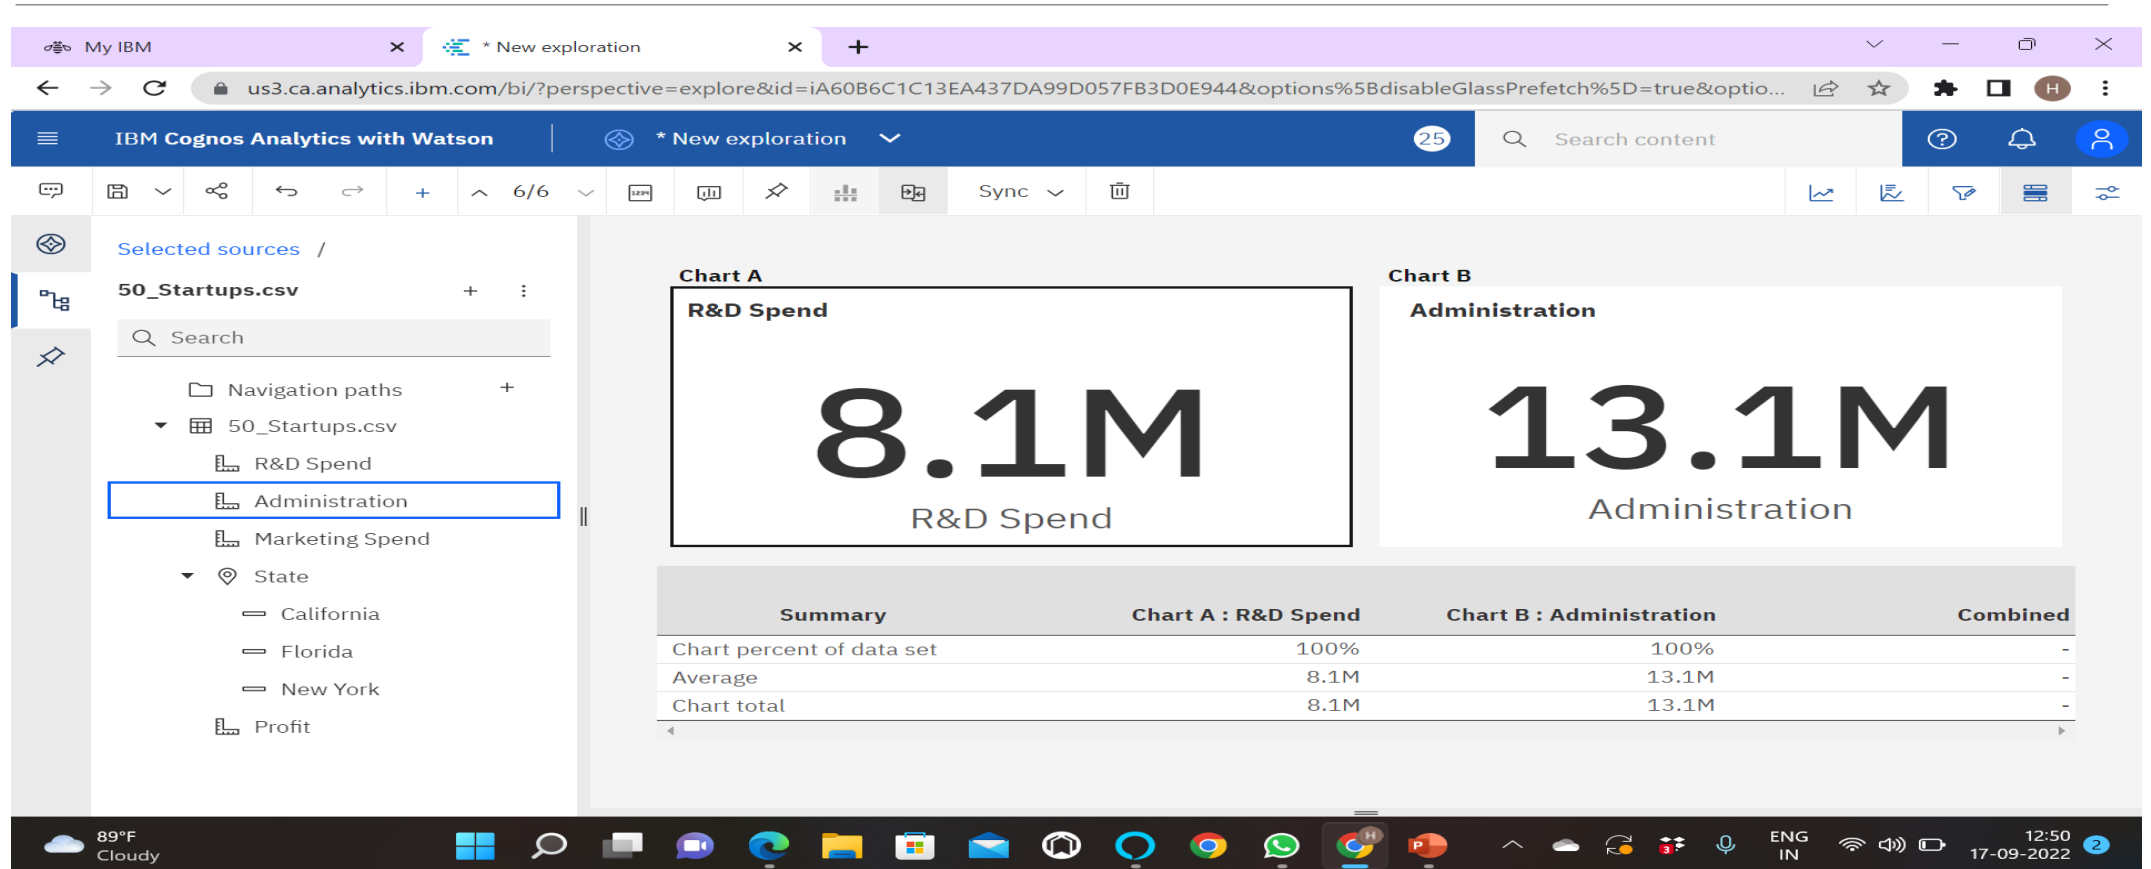 My IBM
* New exploration
us3.ca.analytics.ibm.com/bi/?perspective=explore&id=iA60B6C1C13EA437DA99D057FB3D0E944&options%5BdisableGlassPrefetch%5D=true&optio...
H
IBM Cognos Analytics with Watson
* New exploration
25
Search content
6/6
1234
Sync
Selected sources /
50_Startups.csv
Search
Navigation paths
50_Startups.csv
R&D Spend
Administration
Marketing Spend
State
California
Florida
New York
Profit
Chart A
R&D Spend
8.1M
R&D Spend
Chart B
Administration
13.1M
Administration
Summary Chart A : R&D Spend Chart B : Administration Combined
Chart percent of data set 100% 100% -
Average 8.1M 13.1M -
Chart total 8.1M 13.1M -
89°F
Cloudy
H
P
3
ENG
IN
12:50
17-09-2022
2